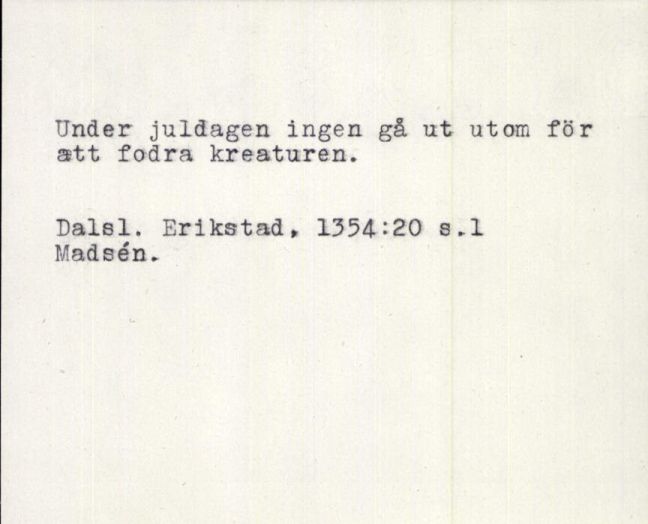 Under juldagen ingen gå ut utom för
att fodra kreaturen.
Dalsl. Erikstad, 1354:20 s.1
Madsén.